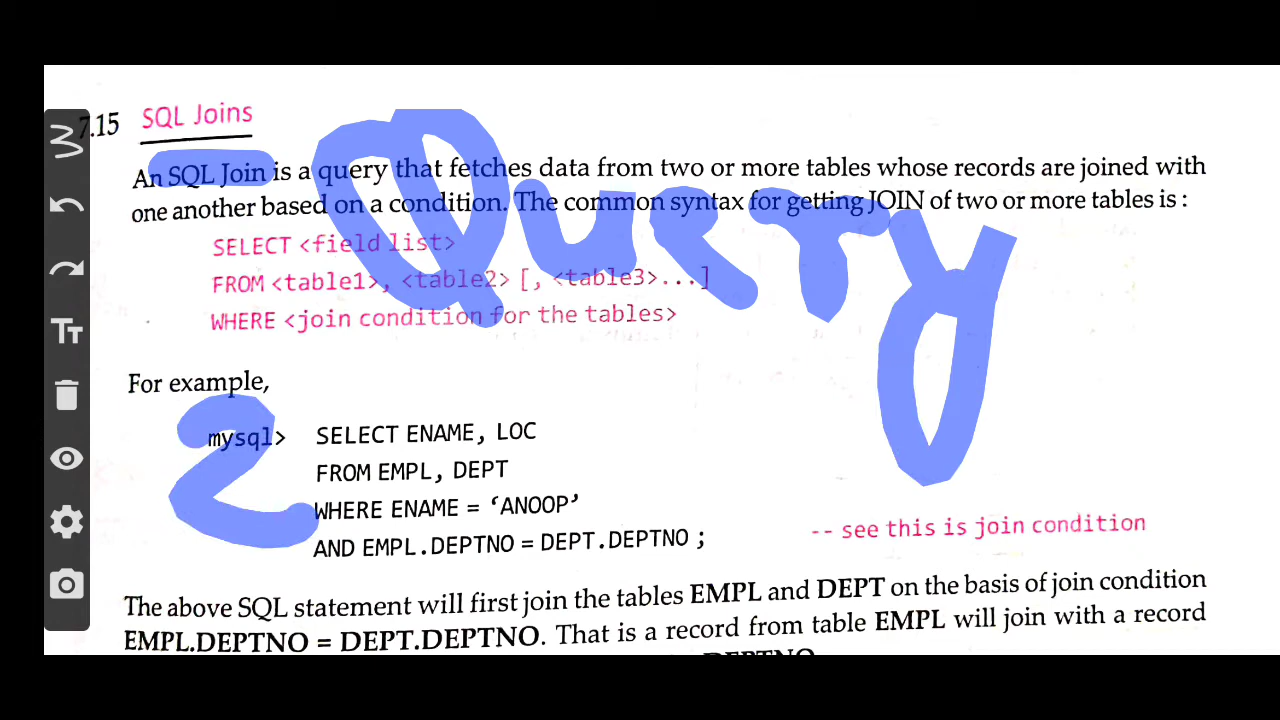 7.15 SQL Joins
An SQL Join is a query that fetches data from two or more tables whose records are joined with
one another based on a condition. The common syntax for getting JOIN of two or more tables is :
SELECT <field list>
FROM <table1>, <table2> [, <table3>...]
WHERE <join condition for the tables>
Query
For example,
2
mysql> SELECT ENAME, LOC
FROM EMPL, DEPT
WHERE ENAME = ‘ANOOP’
AND EMPL.DEPTNO = DEPT.DEPTNO ; -- see this is join condition
The above SQL statement will first join the tables EMPL and DEPT on the basis of join condition
EMPL.DEPTNO = DEPT.DEPTNO. That is a record from table EMPL will join with a record
DEPTNO
Tт